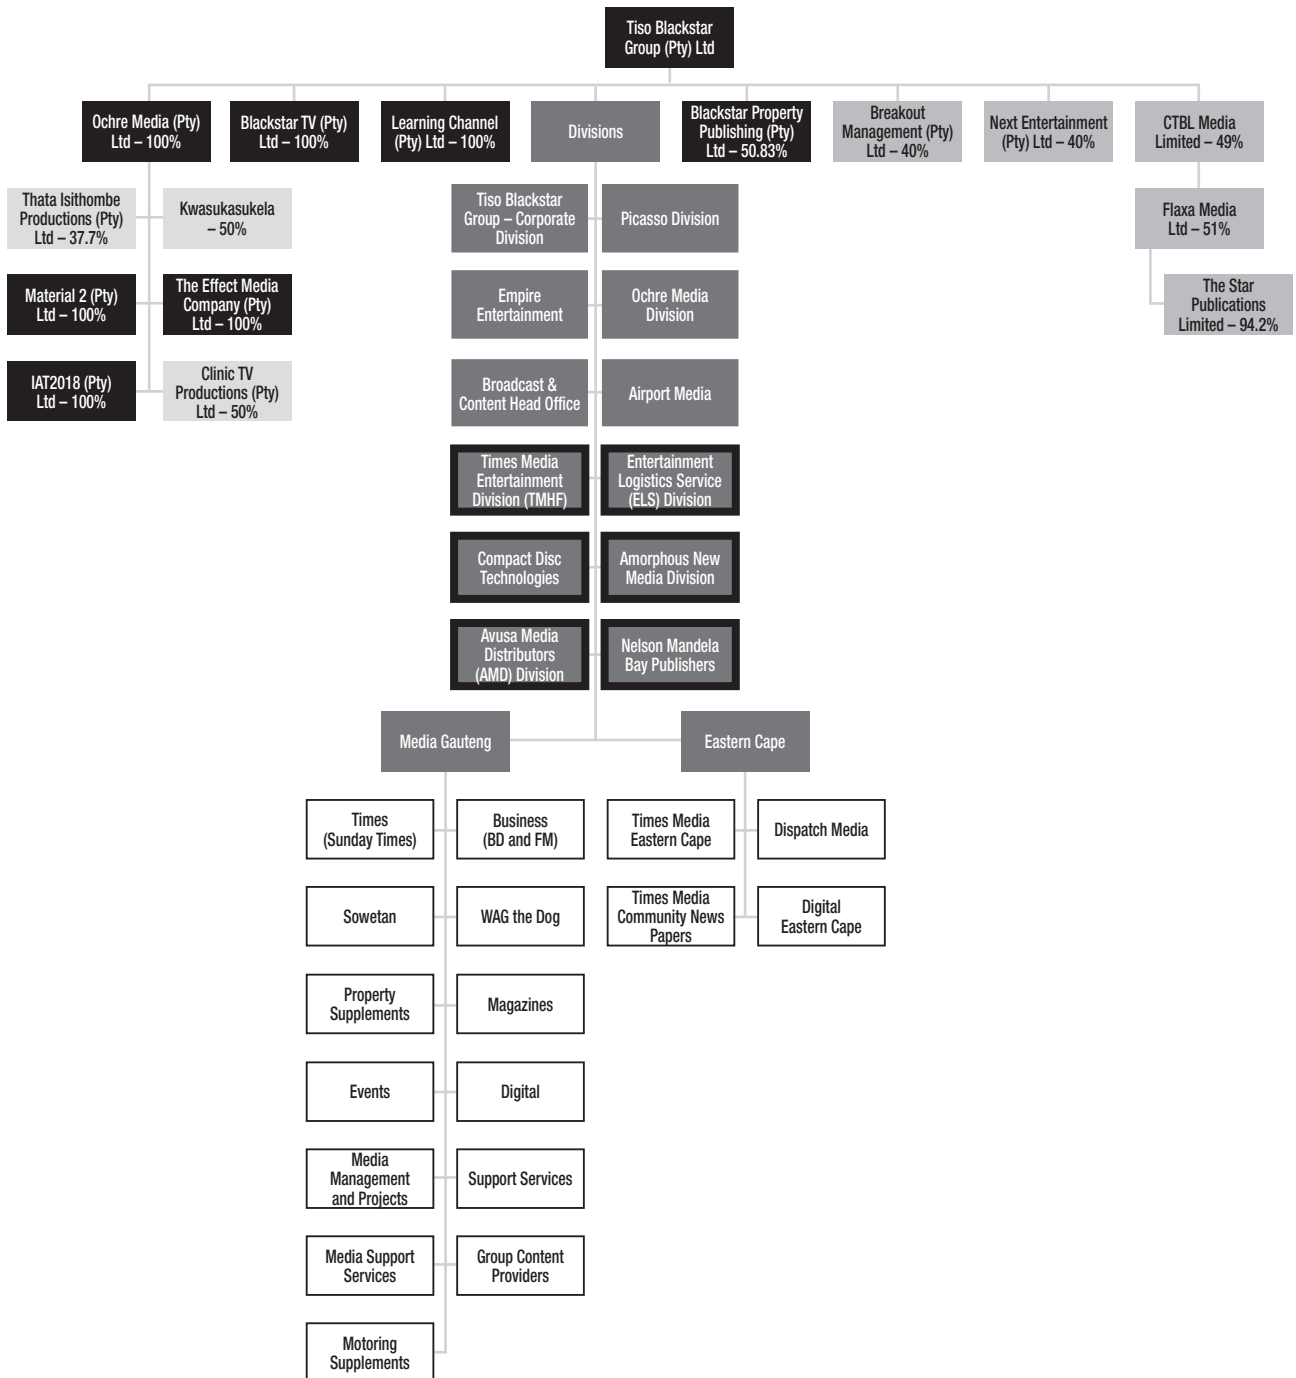 Tiso Blackstar
Group (Pty) Ltd
Ochre Media (Pty)
Ltd – 100%
Blackstar TV (Pty)
Ltd – 100%
Learning Channel
(Pty) Ltd – 100%
Divisions
Blackstar Property
Publishing (Pty)
Ltd – 50.83%
Breakout
Management (Pty)
Ltd – 40%
Next Entertainment
(Pty) Ltd – 40%
CTBL Media
Limited – 49%
Thata Isithombe
Productions (Pty)
Ltd – 37.7%
Kwasukasukela
– 50%
Tiso Blackstar
Group – Corporate
Division
Picasso Division
Flaxa Media
Ltd – 51%
Material 2 (Pty)
Ltd – 100%
The Effect Media
Company (Pty)
Ltd – 100%
Empire
Entertainment
Ochre Media
Division
The Star
Publications
Limited – 94.2%
IAT2018 (Pty)
Ltd – 100%
Clinic TV
Productions (Pty)
Ltd – 50%
Broadcast &
Content Head Office
Airport Media
Times Media
Entertainment
Division (TMHF)
Entertainment
Logistics Service
(ELS) Division
Compact Disc
Technologies
Amorphous New
Media Division
Avusa Media
Distributors
(AMD) Division
Nelson Mandela
Bay Publishers
Media Gauteng
Eastern Cape
Times
(Sunday Times)
Business
(BD and FM)
Times Media
Eastern Cape
Dispatch Media
Sowetan
WAG the Dog
Times Media
Community News
Papers
Digital
Eastern Cape
Property
Supplements
Magazines
Events
Digital
Media
Management
and Projects
Support Services
Media Support
Services
Group Content
Providers
Motoring
Supplements